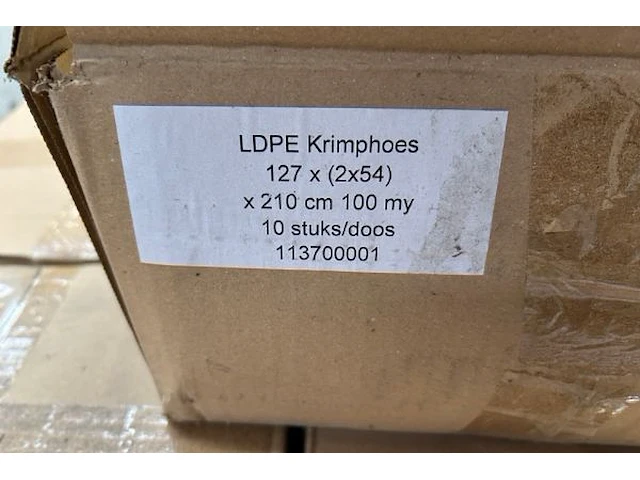 LDPE Krimphoes
127 x (2x54)
x 210 cm 100 my
10 stuks/doos
113700001